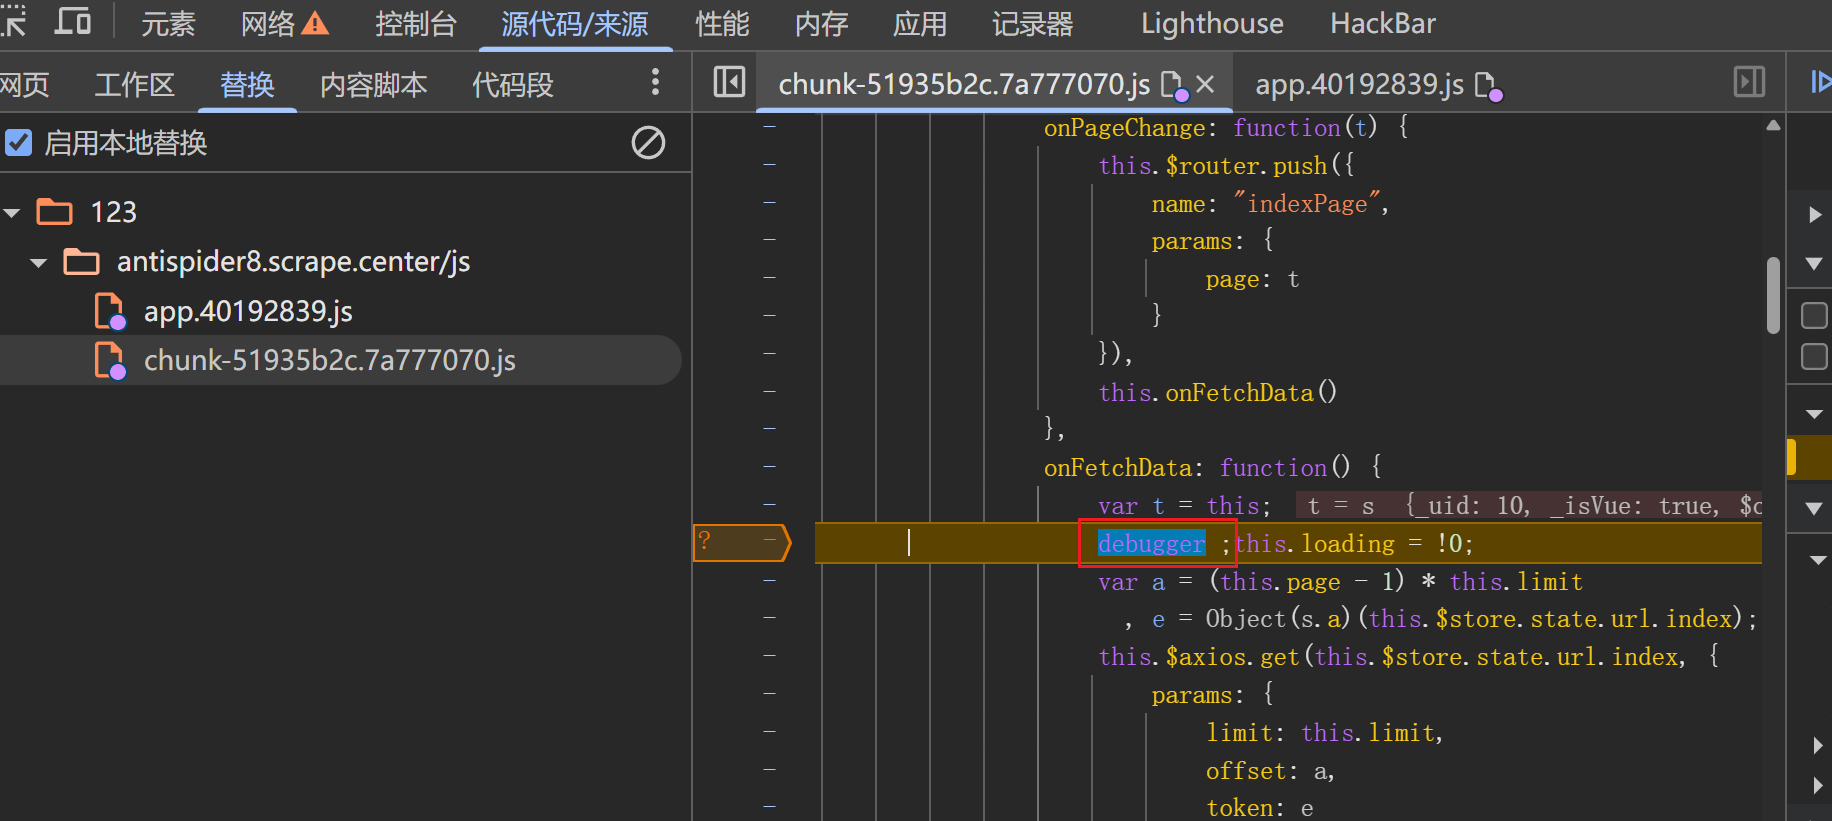 元素 网络 控制台 源代码/来源 性能 内存 应用 记录器 Lighthouse HackBar
网页 工作区 替换 内容脚本 代码段
chunk-51935b2c.7a777070.js app.40192839.js
启用本地替换
123
antispider8.scrape.center/js
app.40192839.js
chunk-51935b2c.7a777070.js
onPageChange: function(t) {
this.$router.push({
name: "indexPage",
params: {
page: t
}
}),
this.onFetchData()
},
onFetchData: function() {
var t = this; t = s {_uid: 10, _isVue: true, $c
? debugger ;this.loading = !0;
var a = (this.page - 1) * this.limit
, e = Object(s.a)(this.$store.state.url.index);
this.$axios.get(this.$store.state.url.index, {
params: {
limit: this.limit,
offset: a,
token: e